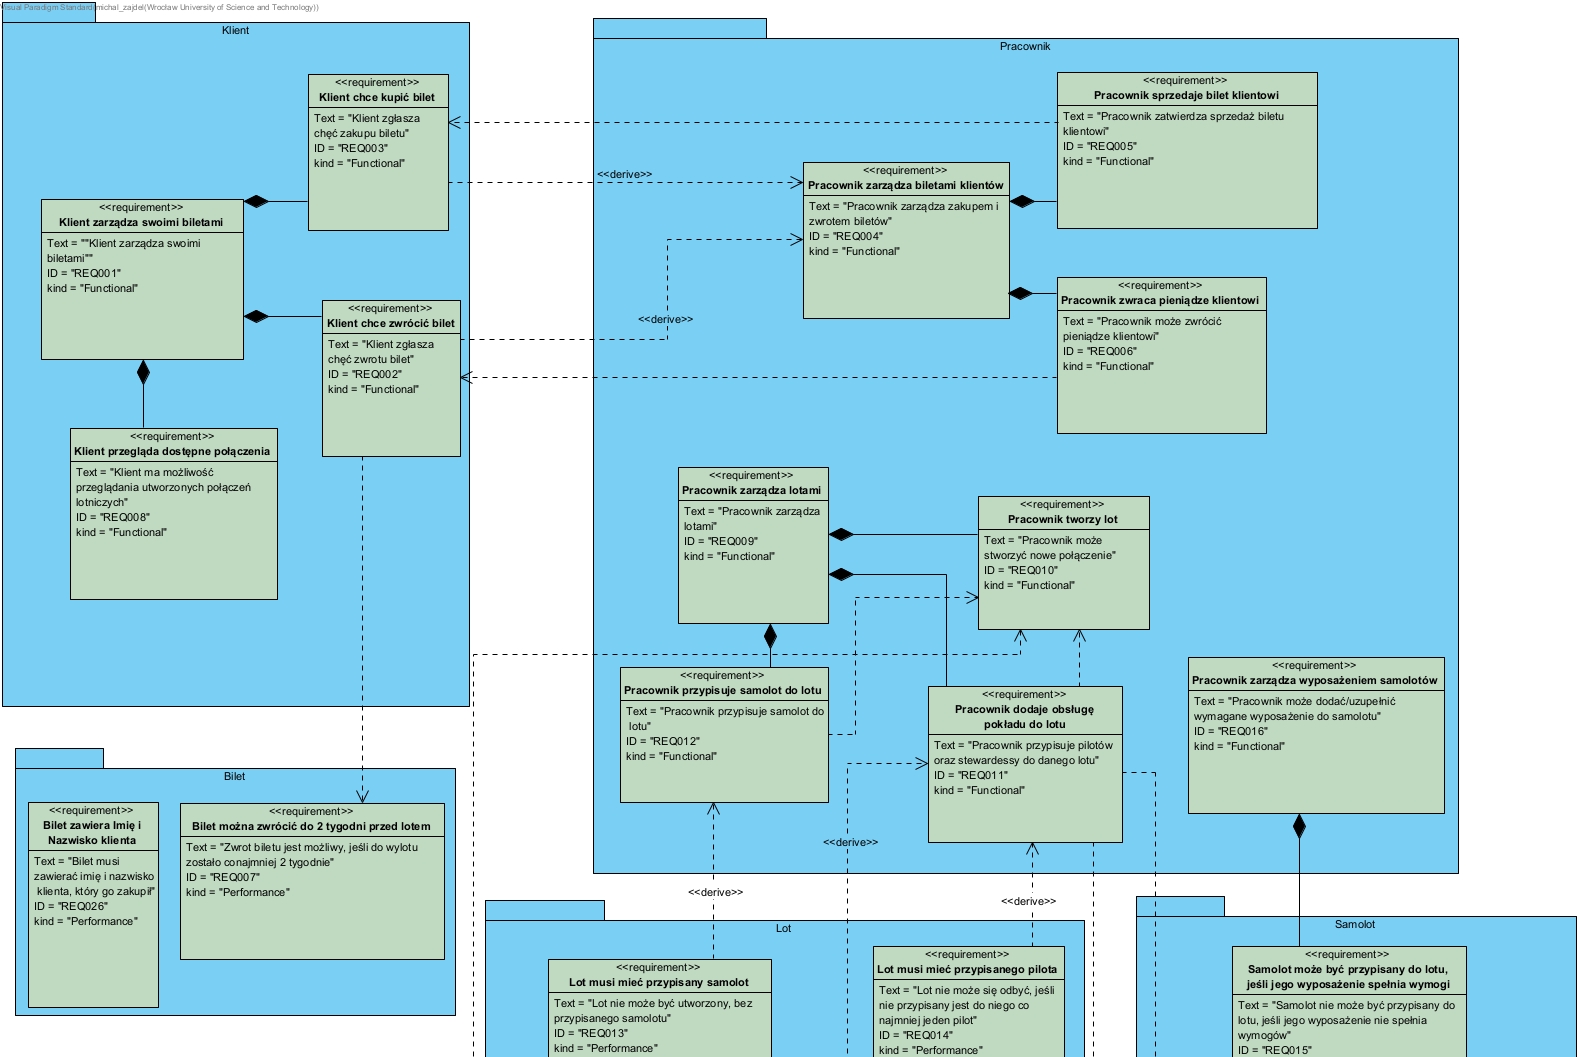 Visual Paradigm Standard(michal_zajdel(Wrocław University of Science and Technology))
Klient
<<requirement>>
Klient chce kupić bilet
Text = "Klient zgłasza
chęć zakupu biletu"
ID = "REQ003"
kind = "Functional"
<<requirement>>
Klient zarządza swoimi biletami
Text = ""Klient zarządza swoimi
biletami""
ID = "REQ001"
kind = "Functional"
<<requirement>>
Klient chce zwrócić bilet
Text = "Klient zgłasza
chęć zwrotu bilet"
ID = "REQ002"
kind = "Functional"
<<requirement>>
Klient przegląda dostępne połączenia
Text = "Klient ma możliwość
przeglądania utworzonych połączeń
lotniczych"
ID = "REQ008"
kind = "Functional"
<<derive>>
<<derive>>
Pracownik
<<requirement>>
Pracownik sprzedaje bilet klientowi
Text = "Pracownik zatwierdza sprzedaż biletu
klientowi"
ID = "REQ005"
kind = "Functional"
<<requirement>>
Pracownik zarządza biletami klientów
Text = "Pracownik zarządza zakupem i
zwrotem biletów"
ID = "REQ004"
kind = "Functional"
<<requirement>>
Pracownik zwraca pieniądze klientowi
Text = "Pracownik może zwrócić
pieniądze klientowi"
ID = "REQ006"
kind = "Functional"
<<requirement>>
Pracownik zarządza lotami
Text = "Pracownik zarządza
lotami"
ID = "REQ009"
kind = "Functional"
<<requirement>>
Pracownik tworzy lot
Text = "Pracownik może
stworzyć nowe połączenie"
ID = "REQ010"
kind = "Functional"
<<requirement>>
Pracownik przypisuje samolot do lotu
Text = "Pracownik przypisuje samolot do
lotu"
ID = "REQ012"
kind = "Functional"
<<requirement>>
Pracownik dodaje obsługę
pokładu do lotu
Text = "Pracownik przypisuje pilotów
oraz stewardessy do danego lotu"
ID = "REQ011"
kind = "Functional"
<<requirement>>
Pracownik zarządza wyposażeniem samolotów
Text = "Pracownik może dodać/uzupełnić
wymagane wyposażenie do samolotu"
ID = "REQ016"
kind = "Functional"
<<derive>>
<<derive>>
<<derive>>
Bilet
<<requirement>>
Bilet zawiera Imię i
Nazwisko klienta
Text = "Bilet musi
zawierać imię i nazwisko
klienta, który go zakupił"
ID = "REQ026"
kind = "Performance"
<<requirement>>
Bilet można zwrócić do 2 tygodni przed lotem
Text = "Zwrot biletu jest możliwy, jeśli do wylotu
zostało conajmniej 2 tygodnie"
ID = "REQ007"
kind = "Performance"
Lot
<<requirement>>
Lot musi mieć przypisany samolot
Text = "Lot nie może być utworzony, bez
przypisanego samolotu"
ID = "REQ013"
kind = "Performance"
<<requirement>>
Lot musi mieć przypisanego pilota
Text = "Lot nie może się odbyć, jeśli
nie przypisany jest do niego co
najmniej jeden pilot"
ID = "REQ014"
kind = "Performance"
Samolot
<<requirement>>
Samolot może być przypisany do lotu,
jeśli jego wyposażenie spełnia wymogi
Text = "Samolot nie może być przypisany do
lotu, jeśli jego wyposażenie nie spełnia
wymogów"
ID = "REQ015"